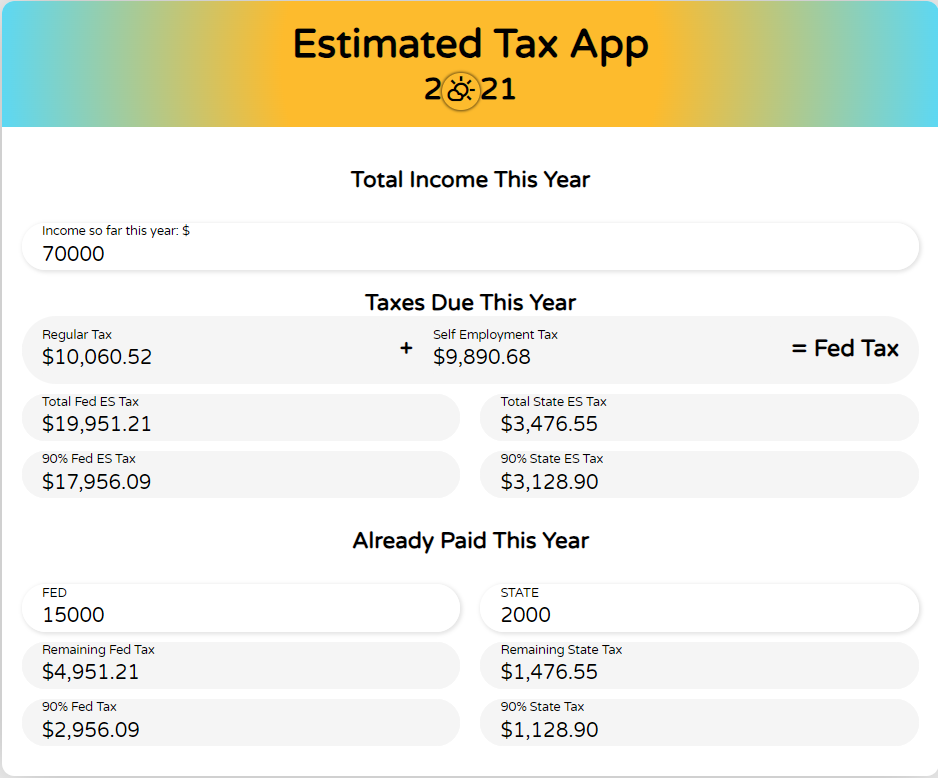 Estimated Tax App
2021
Total Income This Year
Income so far this year: $
70000
Taxes Due This Year
Regular Tax
$10,060.52
+
Self Employment Tax
$9,890.68
= Fed Tax
Total Fed ES Tax
$19,951.21
Total State ES Tax
$3,476.55
90% Fed ES Tax
$17,956.09
90% State ES Tax
$3,128.90
Already Paid This Year
FED
15000
STATE
2000
Remaining Fed Tax
$4,951.21
Remaining State Tax
$1,476.55
90% Fed Tax
$2,956.09
90% State Tax
$1,128.90